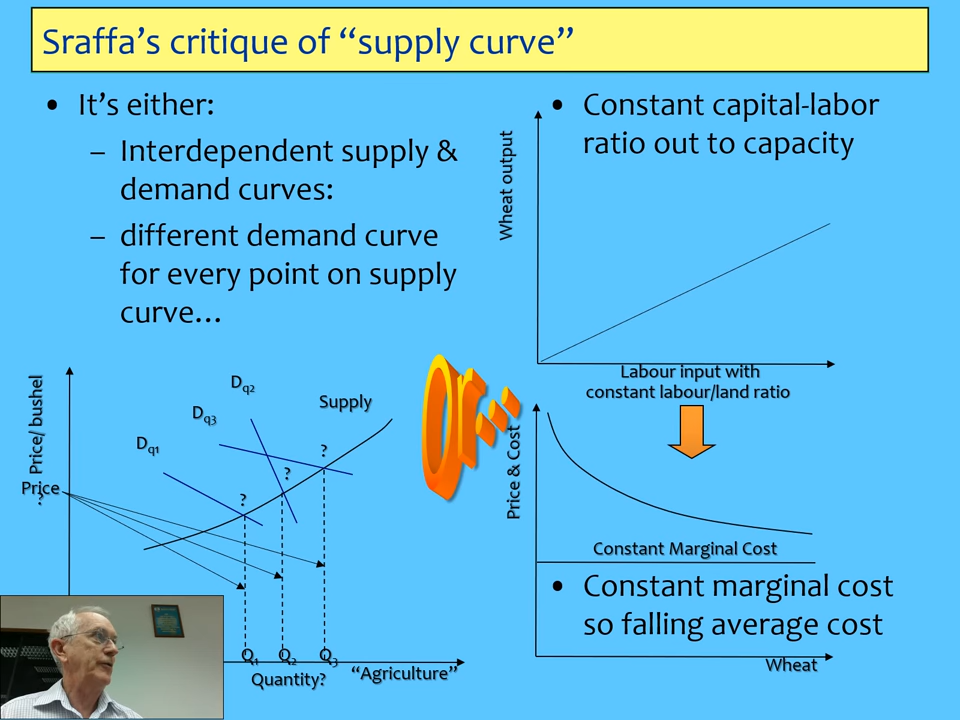 Sraffa’s critique of “supply curve”
• It’s either:
– Interdependent supply &
demand curves:
– different demand curve
for every point on supply
curve…
• Constant capital-labor
ratio out to capacity
Wheat output
Labour input with
constant labour/land ratio
Or…
Price/ bushel
?
Price
Dq1
Dq3
Dq2
Supply
?
?
?
Q1 Q2 Q3
Quantity?
“Agriculture”
Price & Cost
Constant Marginal Cost
• Constant marginal cost
so falling average cost
Wheat